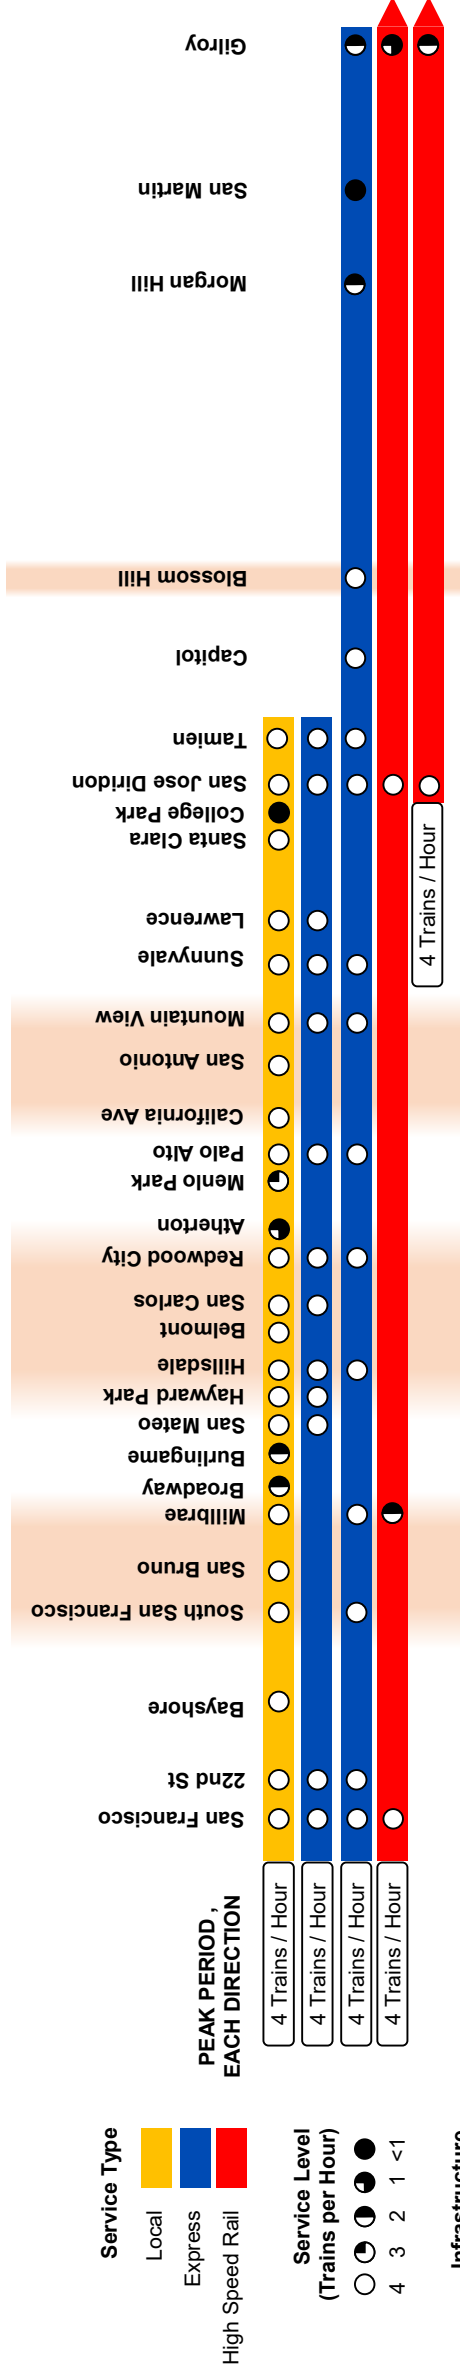 Service Type
Local
Express
High Speed Rail
Service Level
(Trains per Hour)
4 3 2 1 <1
Infrastructure
PEAK PERIOD ,
EACH DIRECTION
4 Trains / Hour
4 Trains / Hour
4 Trains / Hour
4 Trains / Hour
4 Trains / Hour
San Francisco
22nd St
Bayshore
South San Francisco
San Bruno
Millbrae
Broadway
Burlingame
San Mateo
Hayward Park
Hillsdale
Belmont
San Carlos
Redwood City
Atherton
Menlo Park
Palo Alto
California Ave
San Antonio
Mountain View
Sunnyvale
Lawrence
Santa Clara
College Park
San Jose Diridon
Tamien
Capitol
Blossom Hill
Morgan Hill
San Martin
Gilroy